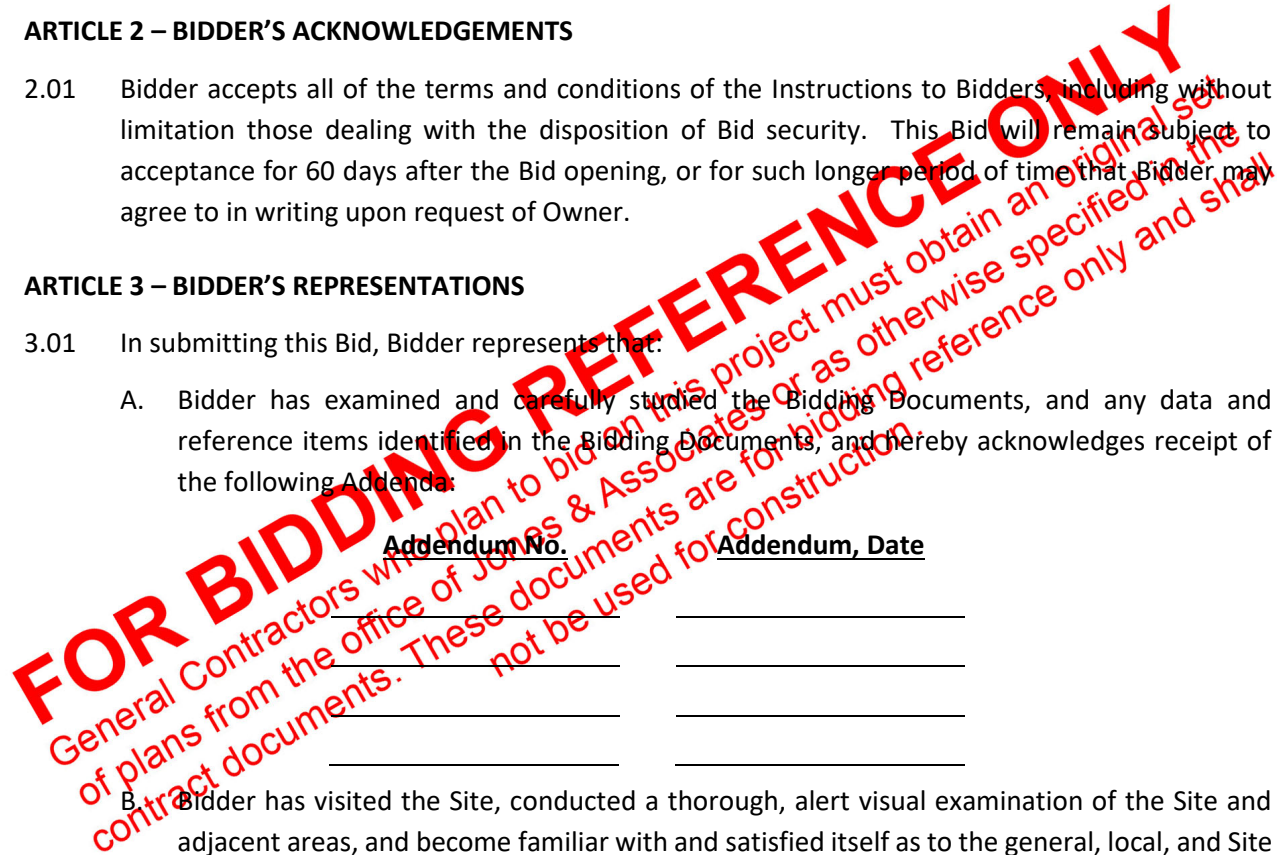 ARTICLE 2 – BIDDER’S ACKNOWLEDGEMENTS
2.01 Bidder accepts all of the terms and conditions of the Instructions to Bidders, including without
limitation those dealing with the disposition of Bid security. This Bid will remain subject to
acceptance for 60 days after the Bid opening, or for such longer period of time that Bidder may
agree to in writing upon request of Owner.
ARTICLE 3 – BIDDER’S REPRESENTATIONS
3.01 In submitting this Bid, Bidder represents that:
A. Bidder has examined and carefully studied the Bidding Documents, and any data and
reference items identified in the Bidding Documents, and hereby acknowledges receipt of
the following Addenda:
Addendum No. Addendum, Date
B. Bidder has visited the Site, conducted a thorough, alert visual examination of the Site and
adjacent areas, and become familiar with and satisfied itself as to the general, local, and Site
FOR BIDDING REFERENCE ONLY
General Contractors who plan to bid on this project must obtain an original set
of plans from the office of Jones & Associates or as otherwise specified in the
contract documents. These documents are for bidding reference only and shall
not be used for construction.